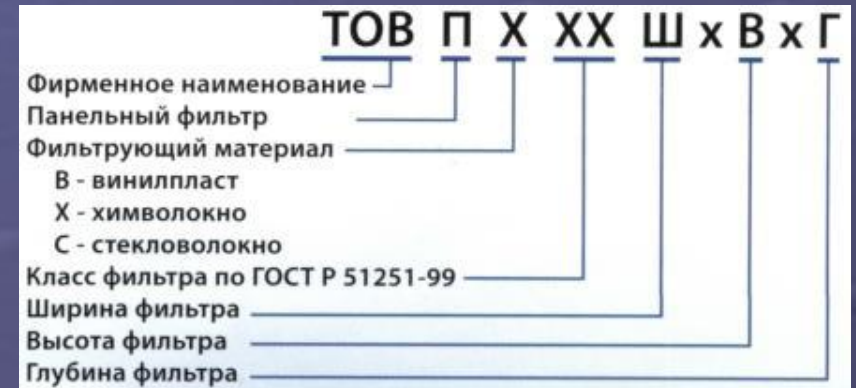 ТОВ П Х ХХ Ш х В х Г
Фирменное наименование
Панельный фильтр
Фильтрующий материал
В - винилпласт
Х - химволокно
С - стекловолокно
Класс фильтра по ГОСТ Р 51251-99
Ширина фильтра
Высота фильтра
Глубина фильтра